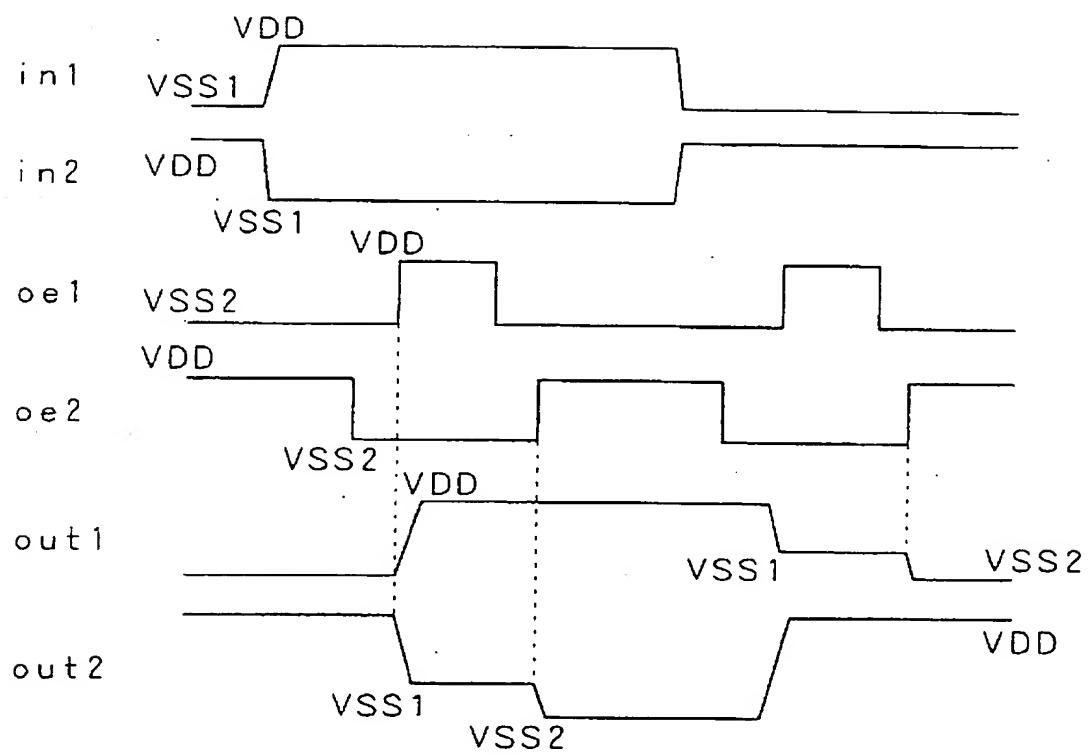 VDD
in1
VSS1
VDD
in2
VSS1
VDD
oe1
VSS2
VDD
oe2
VSS2
VDD
out1
VSS1
VSS2
VDD
out2
VSS1
VSS2